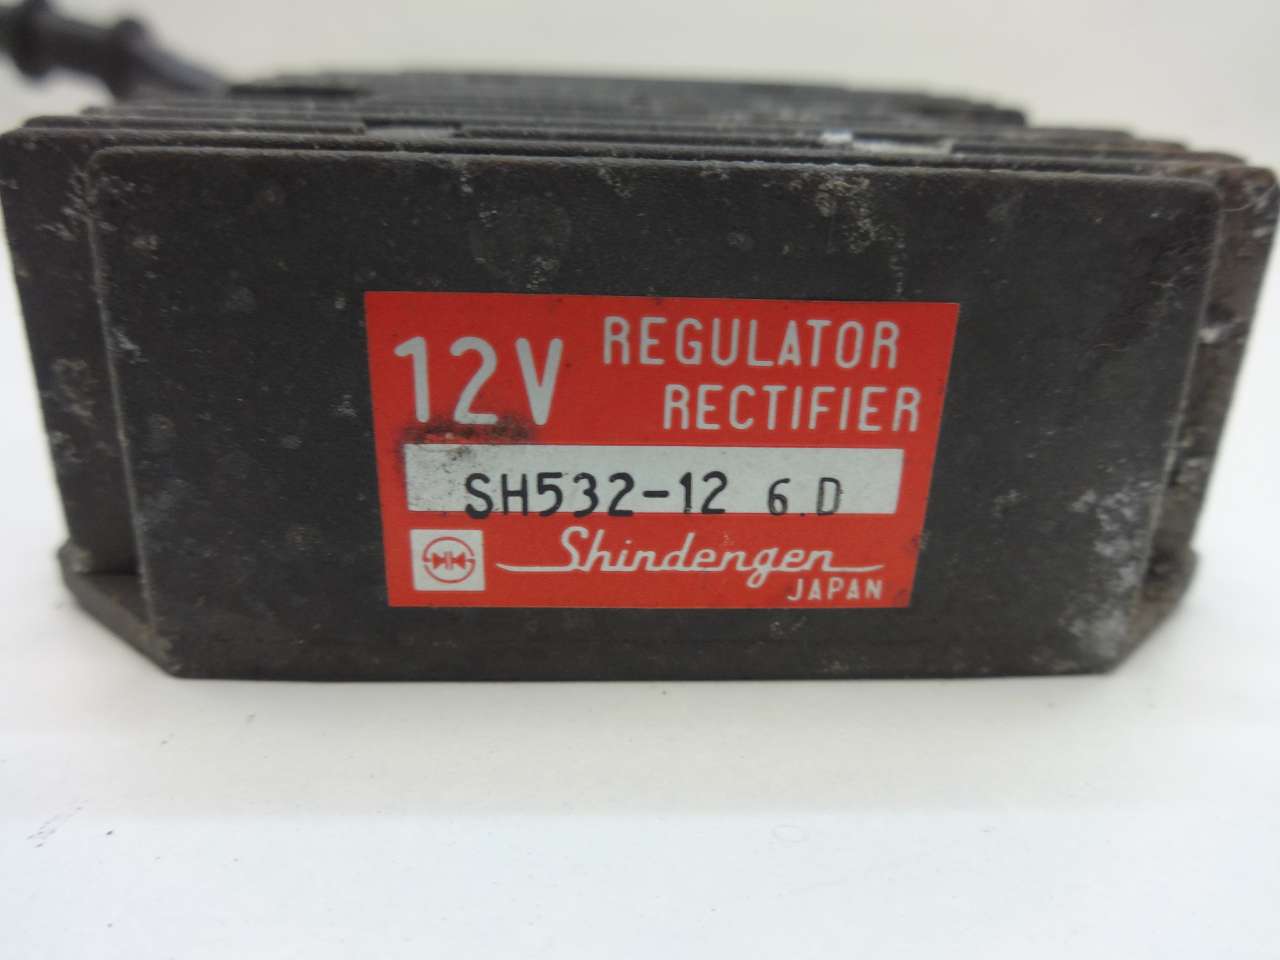 12V REGULATOR
RECTIFIER
SH532-12 6.D
Shindengen
JAPAN